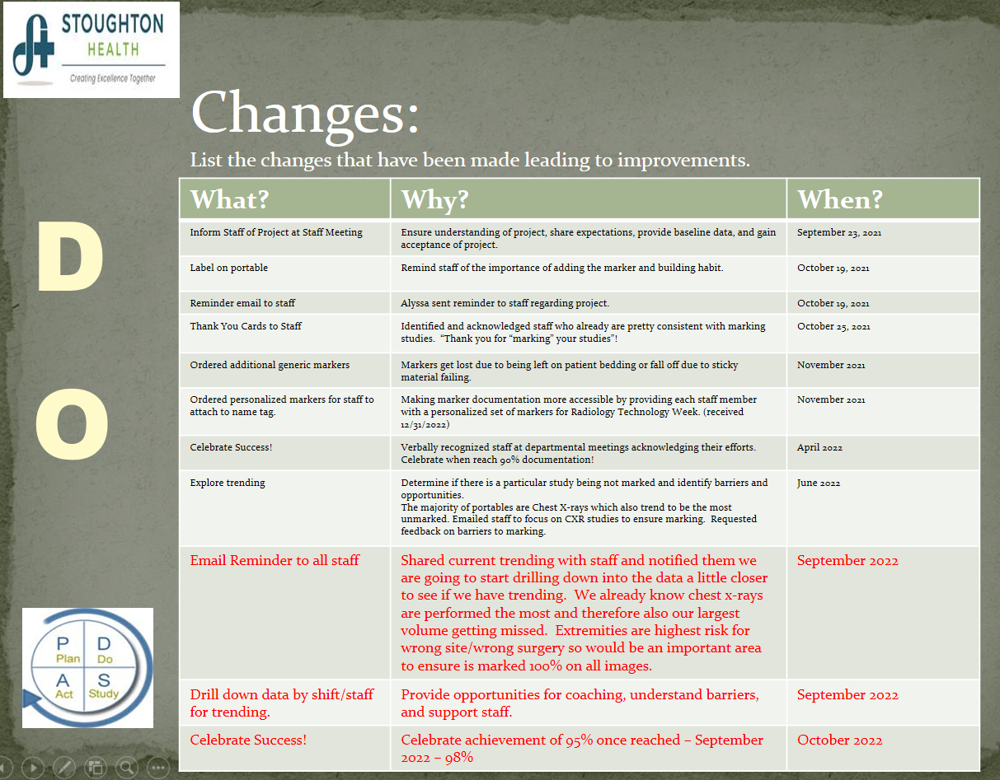 STOUGHTON
HEALTH
Creating Excellence Together
Changes:
List the changes that have been made leading to improvements.
D
O
What?
Why?
When?
Inform Staff of Project at Staff Meeting
Ensure understanding of project, share expectations, provide baseline data, and gain
acceptance of project.
September 23, 2021
Label on portable
Remind staff of the importance of adding the marker and building habit.
October 19, 2021
Reminder email to staff
Alyssa sent reminder to staff regarding project.
October 19, 2021
Thank You Cards to Staff
Identified and acknowledged staff who already are pretty consistent with marking
studies.  “Thank you for “marking” your studies”!
October 25, 2021
Ordered additional generic markers
Markers get lost due to being left on patient bedding or fall off due to sticky
material failing.
November 2021
Ordered personalized markers for staff to
attach to name tag.
Making marker documentation more accessible by providing each staff member
with a personalized set of markers for Radiology Technology Week. (received
12/31/2022)
November 2021
Celebrate Success!
Verbally recognized staff at departmental meetings acknowledging their efforts.
Celebrate when reach 90% documentation!
April 2022
Explore trending
Determine if there is a particular study being not marked and identify barriers and
opportunities.
The majority of portables are Chest X-rays which also trend to be the most
unmarked. Emailed staff to focus on CXR studies to ensure marking.  Requested
feedback on barriers to marking.
June 2022
Email Reminder to all staff
Shared current trending with staff and notified them we
are going to start drilling down into the data a little closer
to see if we have trending.  We already know chest x-rays
are performed the most and therefore also our largest
volume getting missed.  Extremities are highest risk for
wrong site/wrong surgery so would be an important area
to ensure is marked 100% on all images.
September 2022
Drill down data by shift/staff
for trending.
Provide opportunities for coaching, understand barriers,
and support staff.
September 2022
Celebrate Success!
Celebrate achievement of 95% once reached – September
2022 – 98%
October 2022
P D
Plan Do
A S
Act Study